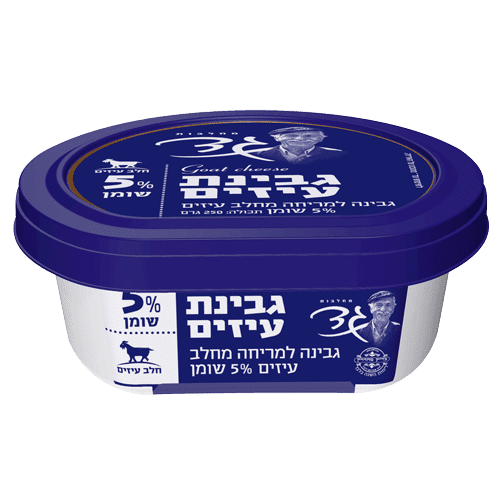 מחלבות
גד
Goat cheese
גבינת
עיזים
גבינה למריחה מחלב עיזים
5% שומן תכולה: 250 גרם
חלב עיזים
5%
שומן
5%
שומן
חלב עיזים
גבינת
עיזים
גבינה למריחה מחלב
עיזים 5% שומן
מחלבות
גד